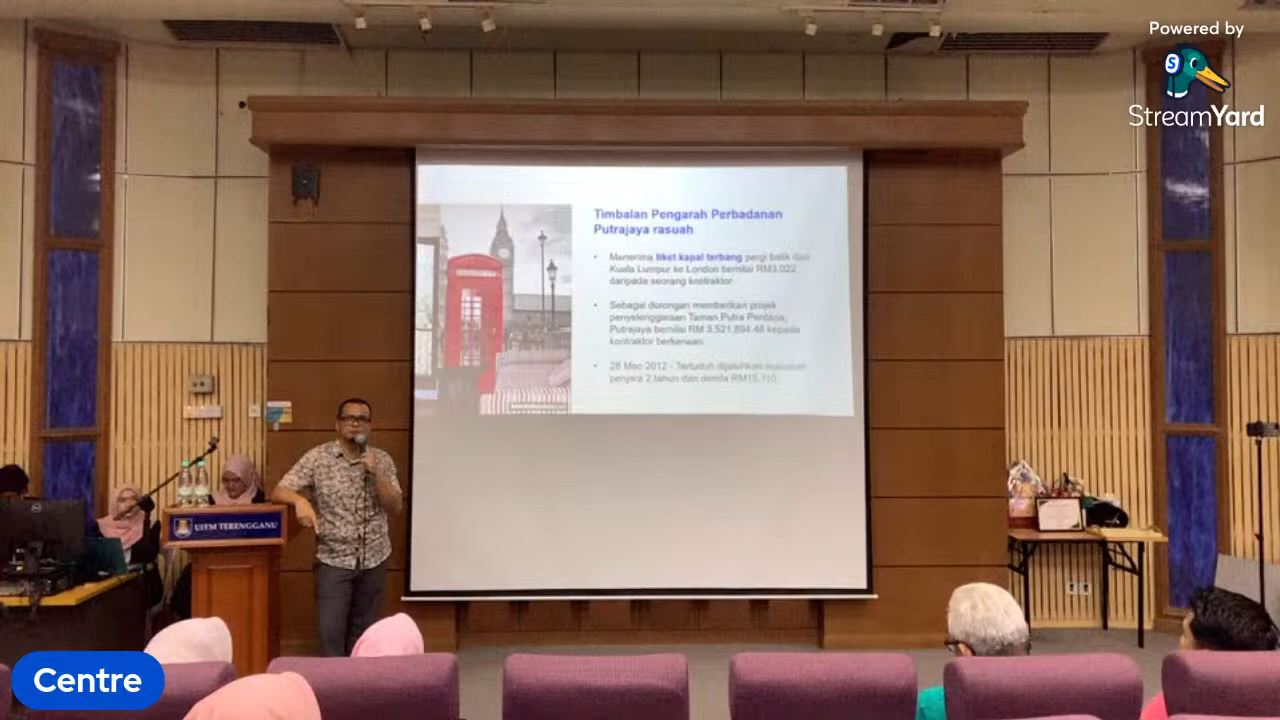 Powered by
StreamYard
Timbalan Pengarah Perbadanan
Putrajaya rasuah
• Menerima tiket kapal terbang pergi balik dari
Kuala Lumpur ke London bernilai RM3,022
daripada seorang kontraktor.
• Sebagai dorongan memberikan projek
penyelenggaraan Taman Putra Perdana,
Putrajaya bernilai RM 3,521,894.48 kepada
kontraktor berkenaan.
• 28 Mac 2012 - Tertuduh dijatuhkan hukuman
penjara 2 tahun dan denda RM15,110.
UITM TERENGGANU
Centre